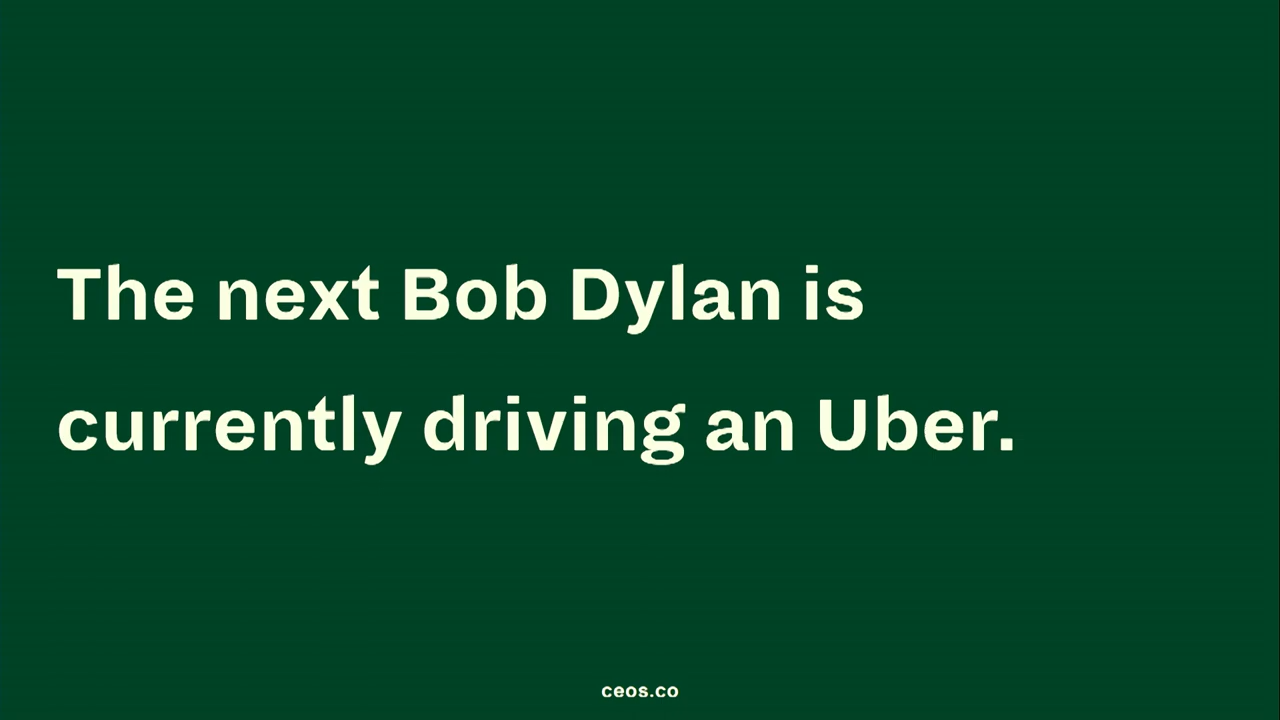 The next Bob Dylan is
currently driving an Uber.
ceos.co